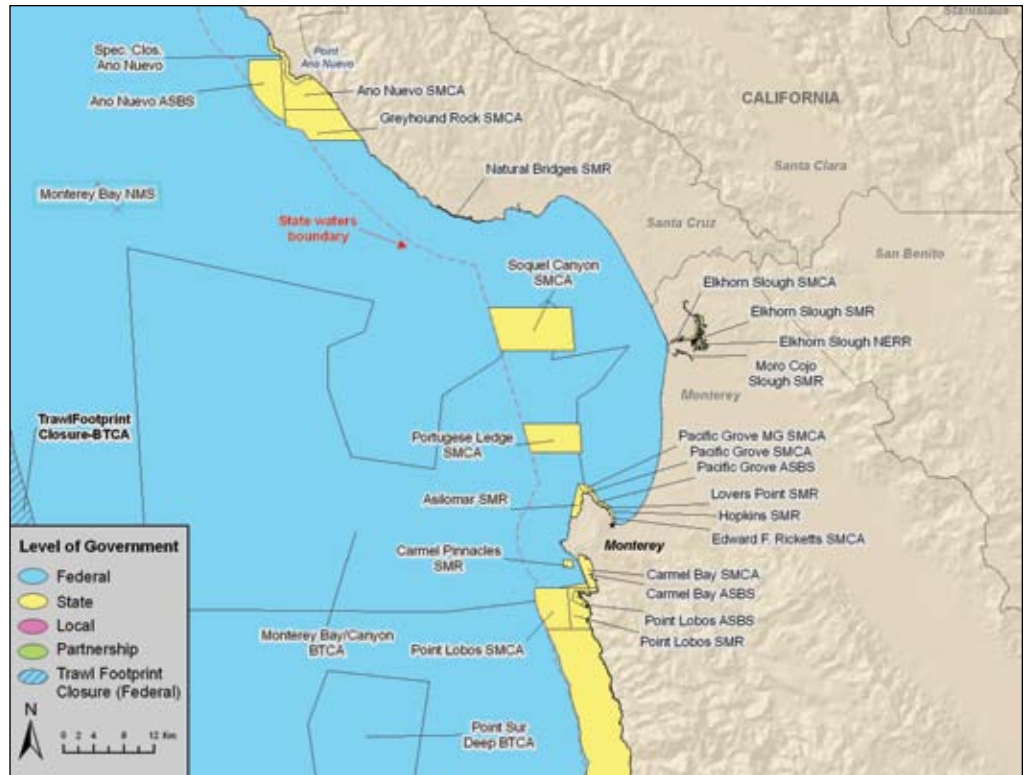 Stanislaus
Spec. Clos.
Ano Nuevo
Point
Ano Nuevo
Ano Nuevo ASBS
Ano Nuevo SMCA
CALIFORNIA
Greyhound Rock SMCA
Natural Bridges SMR
Santa Clara
Monterey Bay NMS
State waters
boundary
Santa Cruz
San Benito
Soquel Canyon
SMCA
Elkhorn Slough SMCA
Elkhorn Slough SMR
Elkhorn Slough NERR
Moro Cojo
Slough SMR
Monterey
TrawlFootprint
Closure-BTCA
Portugese Ledge
SMCA
Pacific Grove MG SMCA
Pacific Grove SMCA
Pacific Grove ASBS
Asilomar SMR
Lovers Point SMR
Hopkins SMR
Edward F. Ricketts SMCA
Monterey
Carmel Pinnacles
SMR
Carmel Bay SMCA
Carmel Bay ASBS
Point Lobos ASBS
Point Lobos SMR
Monterey Bay/Canyon
BTCA
Point Lobos SMCA
Point Sur
Deep BTCA
Level of Government
Federal
State
Local
Partnership
Trawl Footprint
Closure (Federal)
N
0 2 4 8 12 Km